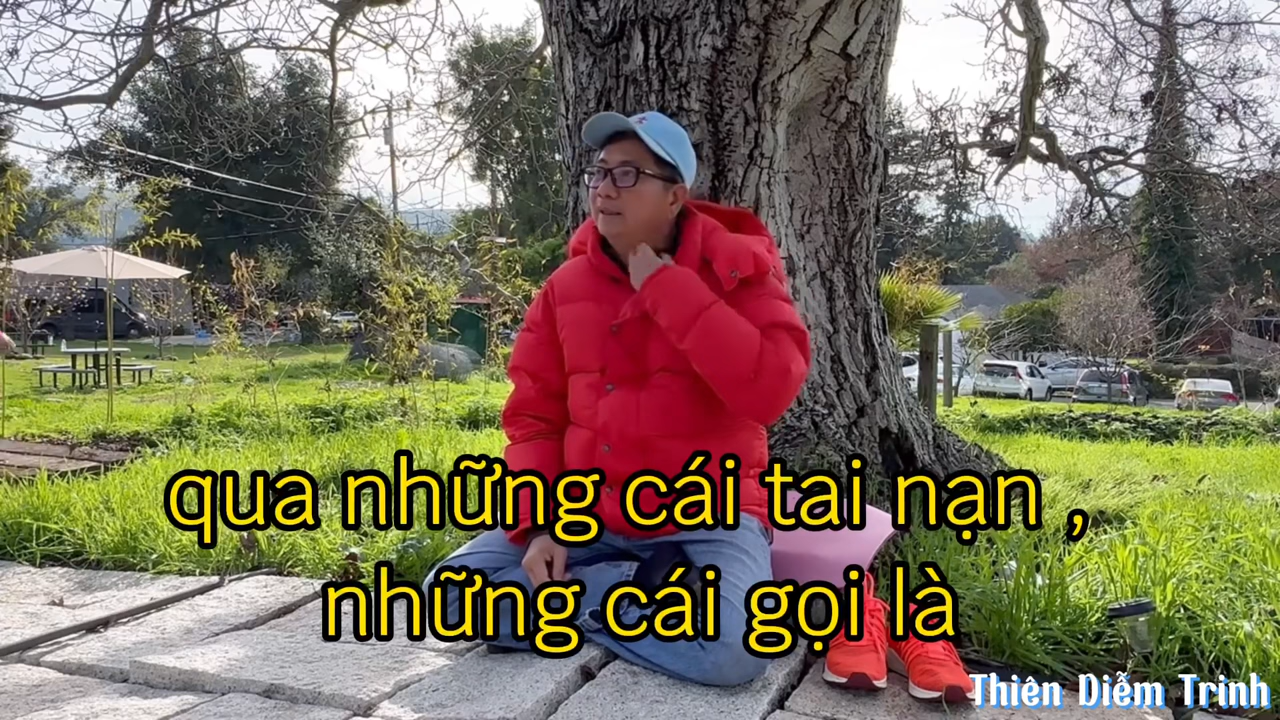 qua những cái tai nạn ,
những cái gọi là
Thiên Diễm Trinh